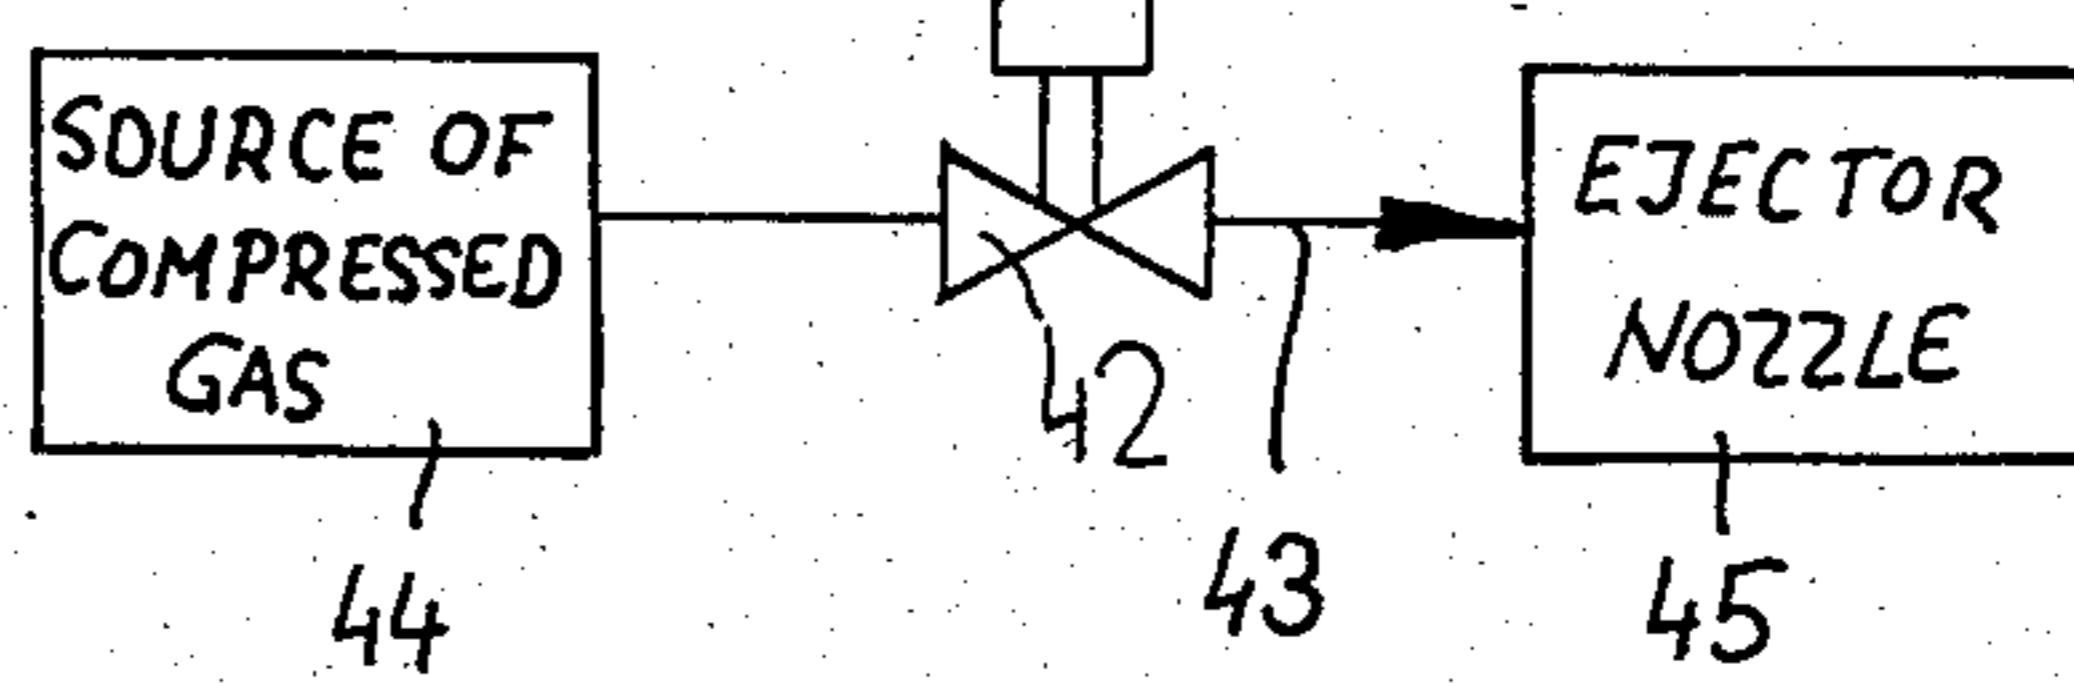 SOURCE OF
COMPRESSED
GAS
EJECTOR
NOZZLE
42
43
44
45